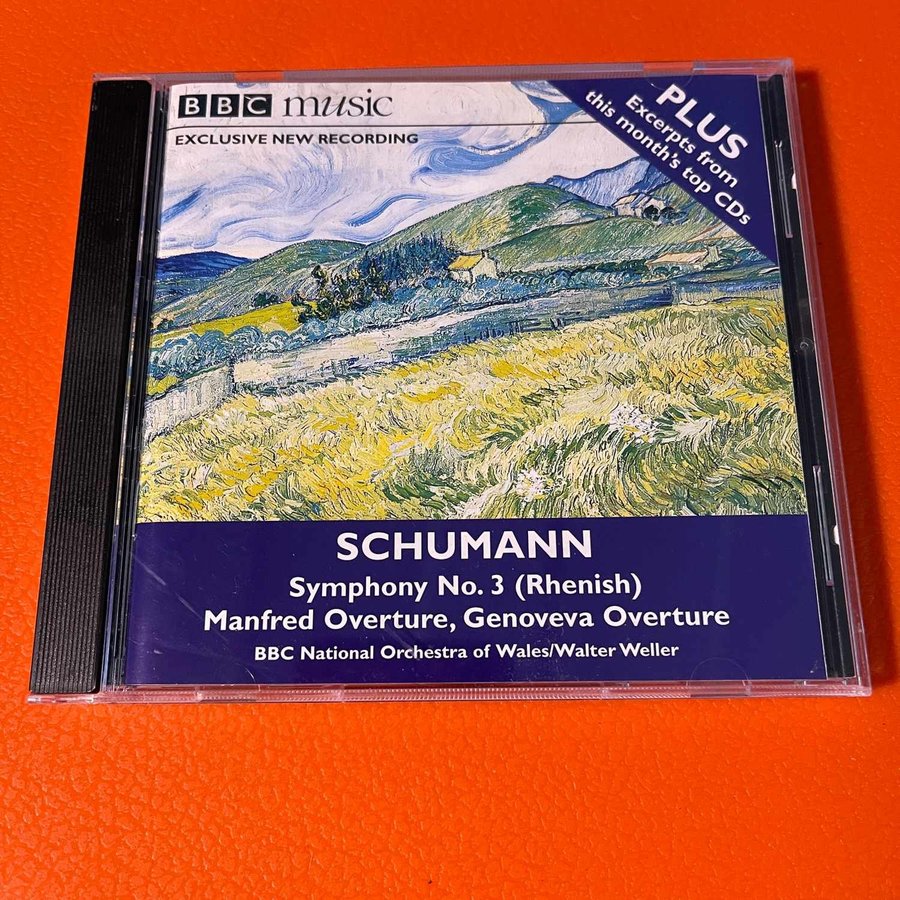 BBC music
EXCLUSIVE NEW RECORDING
PLUS
Excerpts from
this month's top CDs
SCHUMANN
Symphony No. 3 (Rhenish)
Manfred Overture, Genoveva Overture
BBC National Orchestra of Wales/Walter Weller